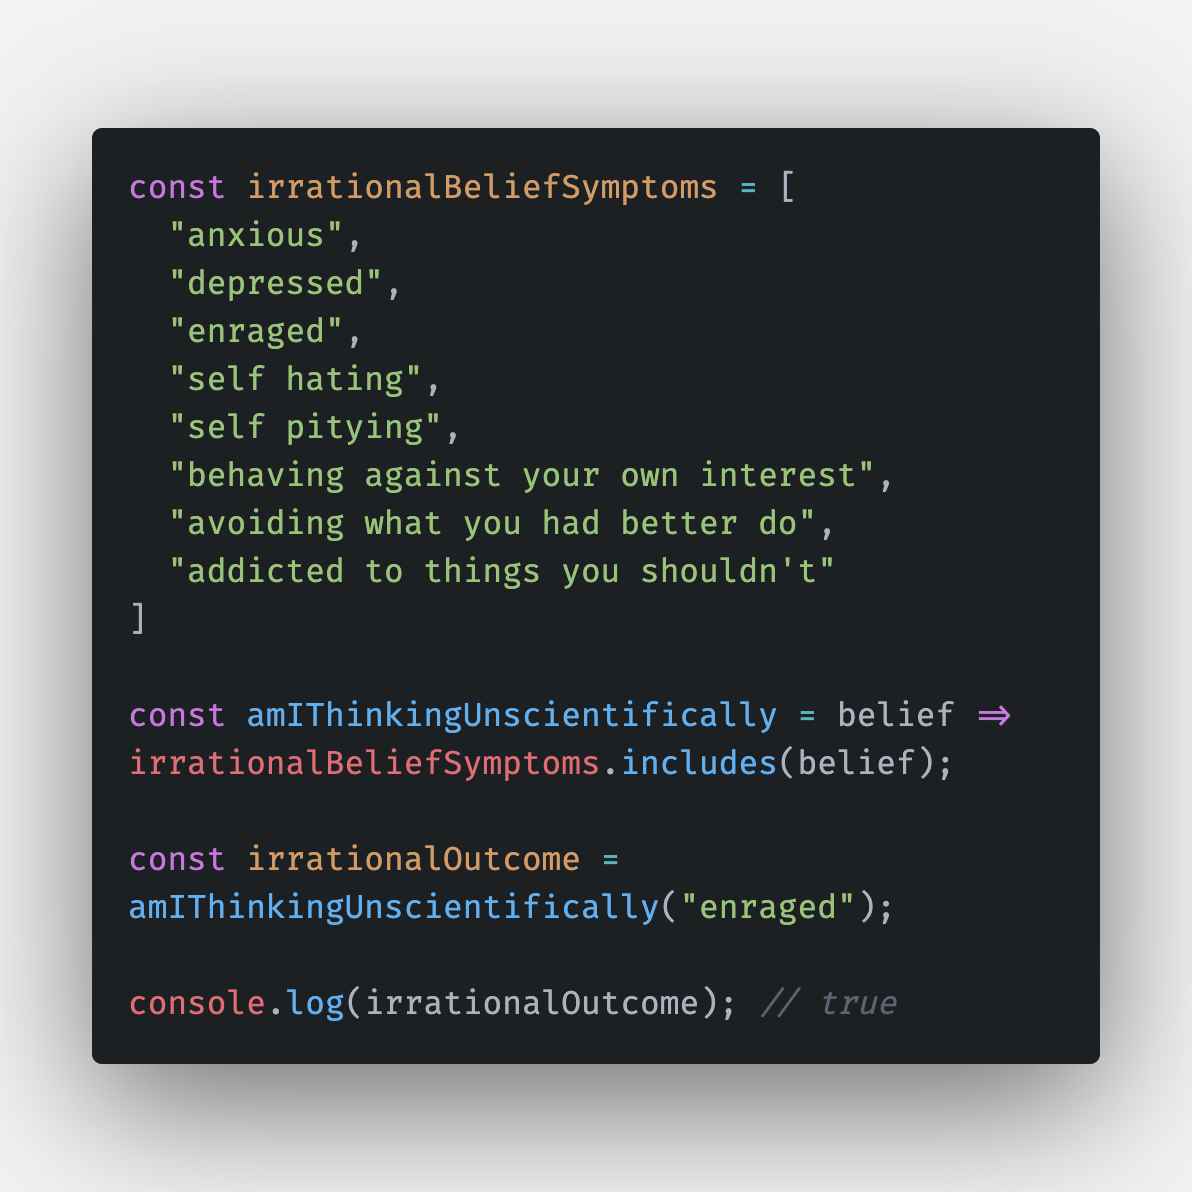 const irrationalBeliefSymptoms = [
  "anxious",
  "depressed",
  "enraged",
  "self hating",
  "self pitying",
  "behaving against your own interest",
  "avoiding what you had better do",
  "addicted to things you shouldn't"
]
const amIThinkingUnscientifically = belief ⇒
irrationalBeliefSymptoms.includes(belief);
const irrationalOutcome =
amIThinkingUnscientifically("enraged");
console.log(irrationalOutcome); // true